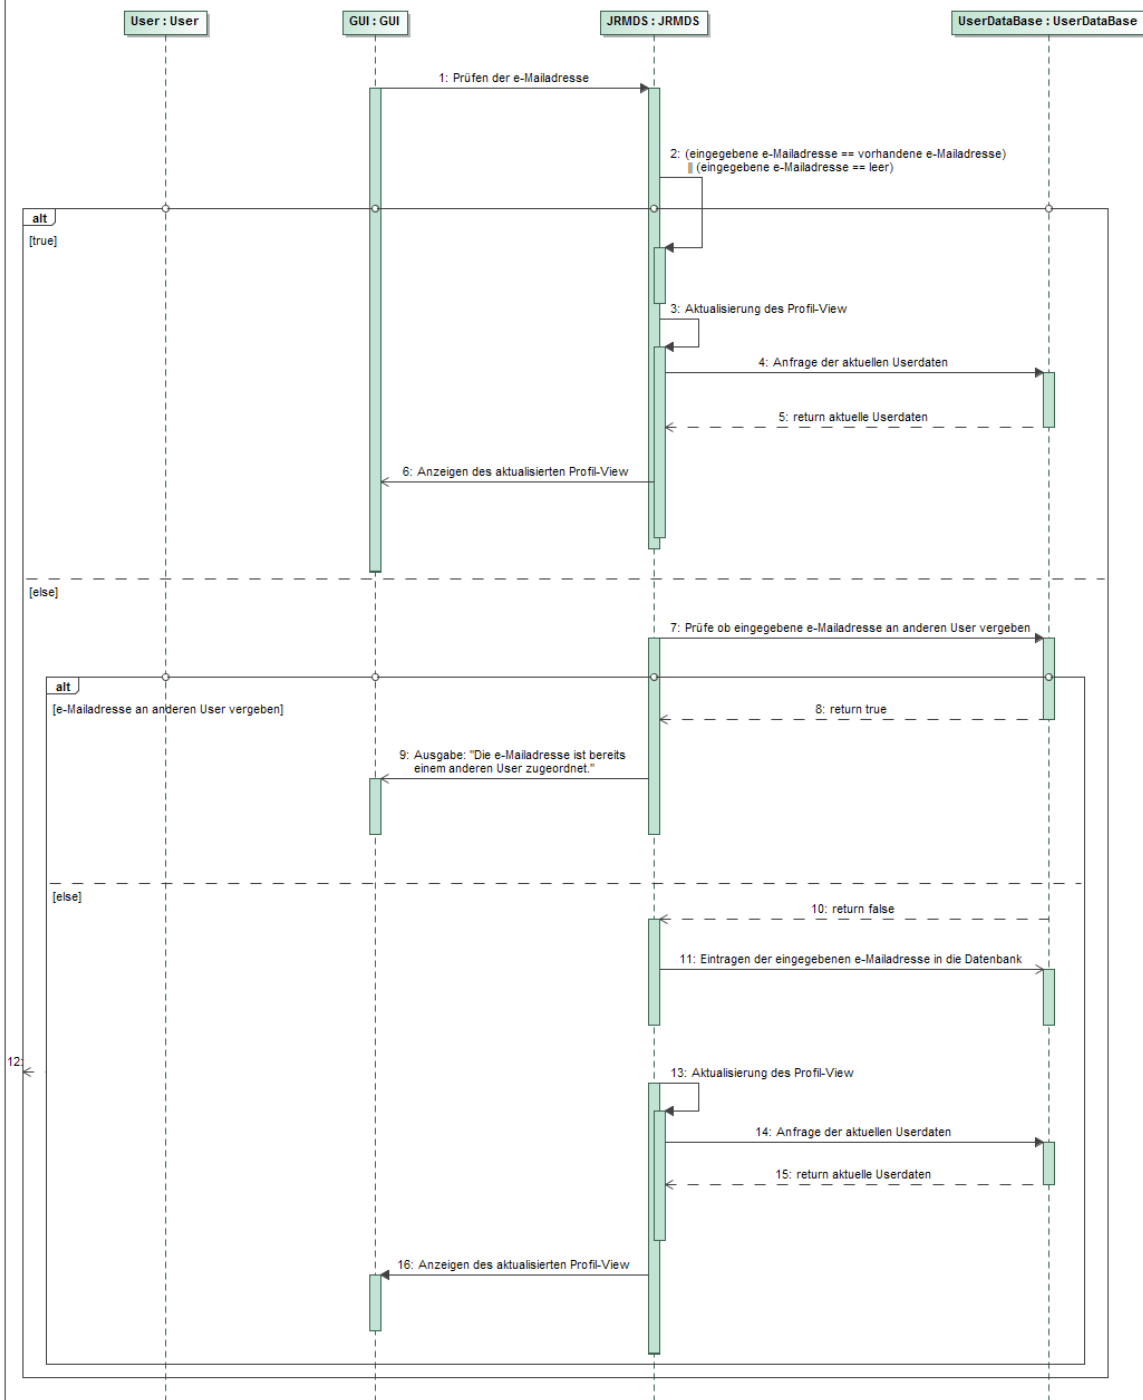 User : User
GUI : GUI
JRMDS : JRMDS
UserDataBase : UserDataBase
1: Prüfen der e-Mailadresse
2: (eingegebene e-Mailadresse == vorhandene e-Mailadresse)
|| (eingegebene e-Mailadresse == leer)
alt
[true]
3: Aktualisierung des Profil-View
4: Anfrage der aktuellen Userdaten
5: return aktuelle Userdaten
6: Anzeigen des aktualisierten Profil-View
[else]
7: Prüfe ob eingegebene e-Mailadresse an anderen User vergeben
alt
[e-Mailadresse an anderen User vergeben]
8: return true
9: Ausgabe: "Die e-Mailadresse ist bereits
einem anderen User zugeordnet."
[else]
10: return false
11: Eintragen der eingegebenen e-Mailadresse in die Datenbank
12:
13: Aktualisierung des Profil-View
14: Anfrage der aktuellen Userdaten
15: return aktuelle Userdaten
16: Anzeigen des aktualisierten Profil-View